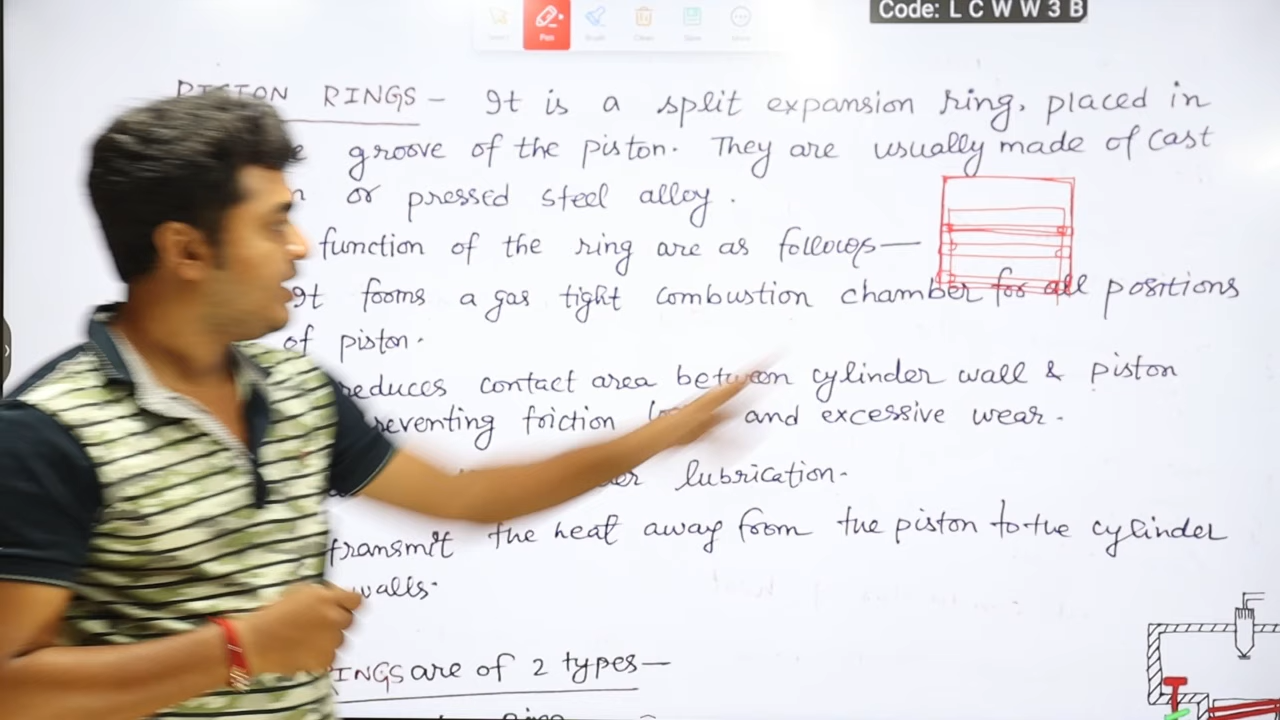 Code: L C W W 3 B
Pen
PISTON RINGS - It is a split expansion ring, placed in
groove of the piston. They are usually made of cast
or pressed steel alloy.
function of the ring are as follows—
It forms a gas tight combustion chamber for all positions
of piston.
reduces contact area between cylinder wall & piston
friction and excessive wear.
lubrication.
transmit the heat away from the piston to the cylinder
walls.
INGS are of 2 types—